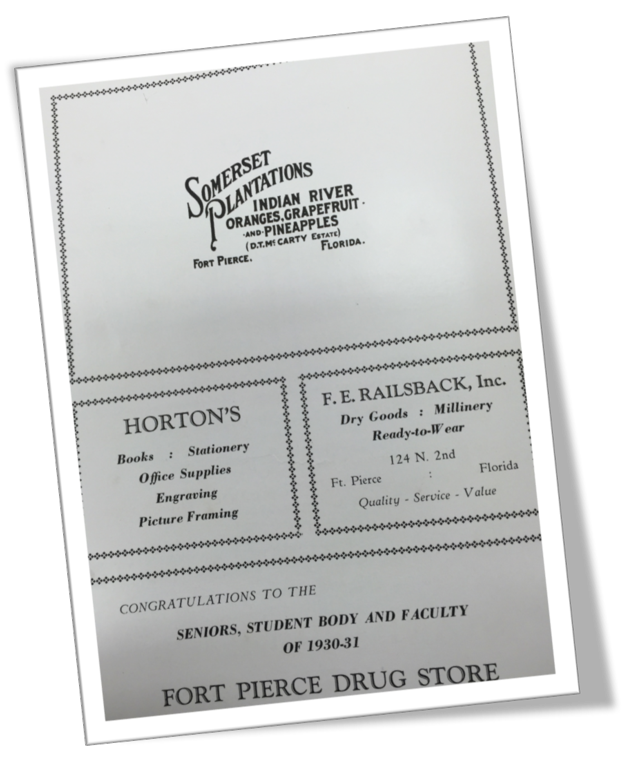 SOMERSET
PLANTATIONS
INDIAN RIVER
ORANGES, GRAPEFRUIT
-AND- PINEAPPLES
(D.T. MCCARTY ESTATE)
FORT PIERCE. FLORIDA.
HORTON'S
Books : Stationery
Office Supplies
Engraving
Picture Framing
F. E. RAILSBACK, Inc.
Dry Goods : Millinery
Ready-to-Wear
124 N. 2nd
Ft. Pierce : Florida
Quality - Service - Value
CONGRATULATIONS TO THE
SENIORS, STUDENT BODY AND FACULTY
OF 1930-31
FORT PIERCE DRUG STORE